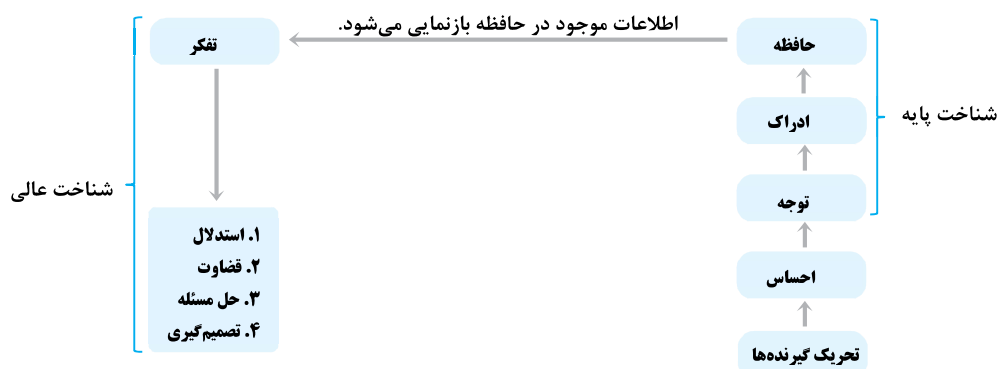 حافظه
اطلاعات موجود در حافظه بازنمایی می‌شود.
تفکر
ادراک
شناخت پایه
توجه
شناخت عالی
احساس
تحریک گیرنده‌ها
۱. استدلال
۲. قضاوت
۳. حل مسئله
۴. تصمیم‌گیری